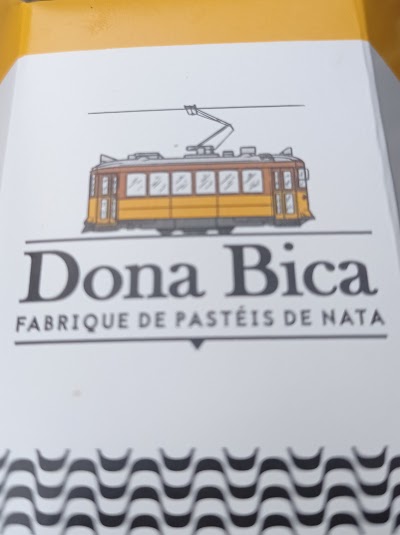 Dona Bica
FABRIQUE DE PASTÉIS DE NATA